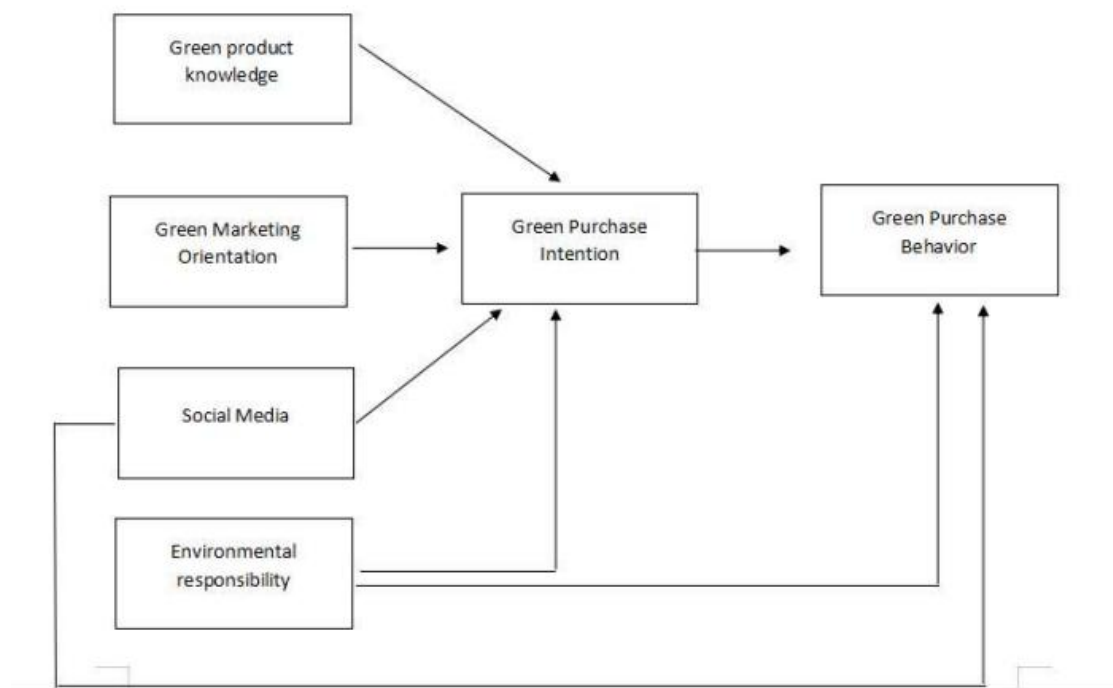 Green product
knowledge
Green Marketing
Orientation
Green Purchase
Intention
Green Purchase
Behavior
Social Media
Environmental
responsibility